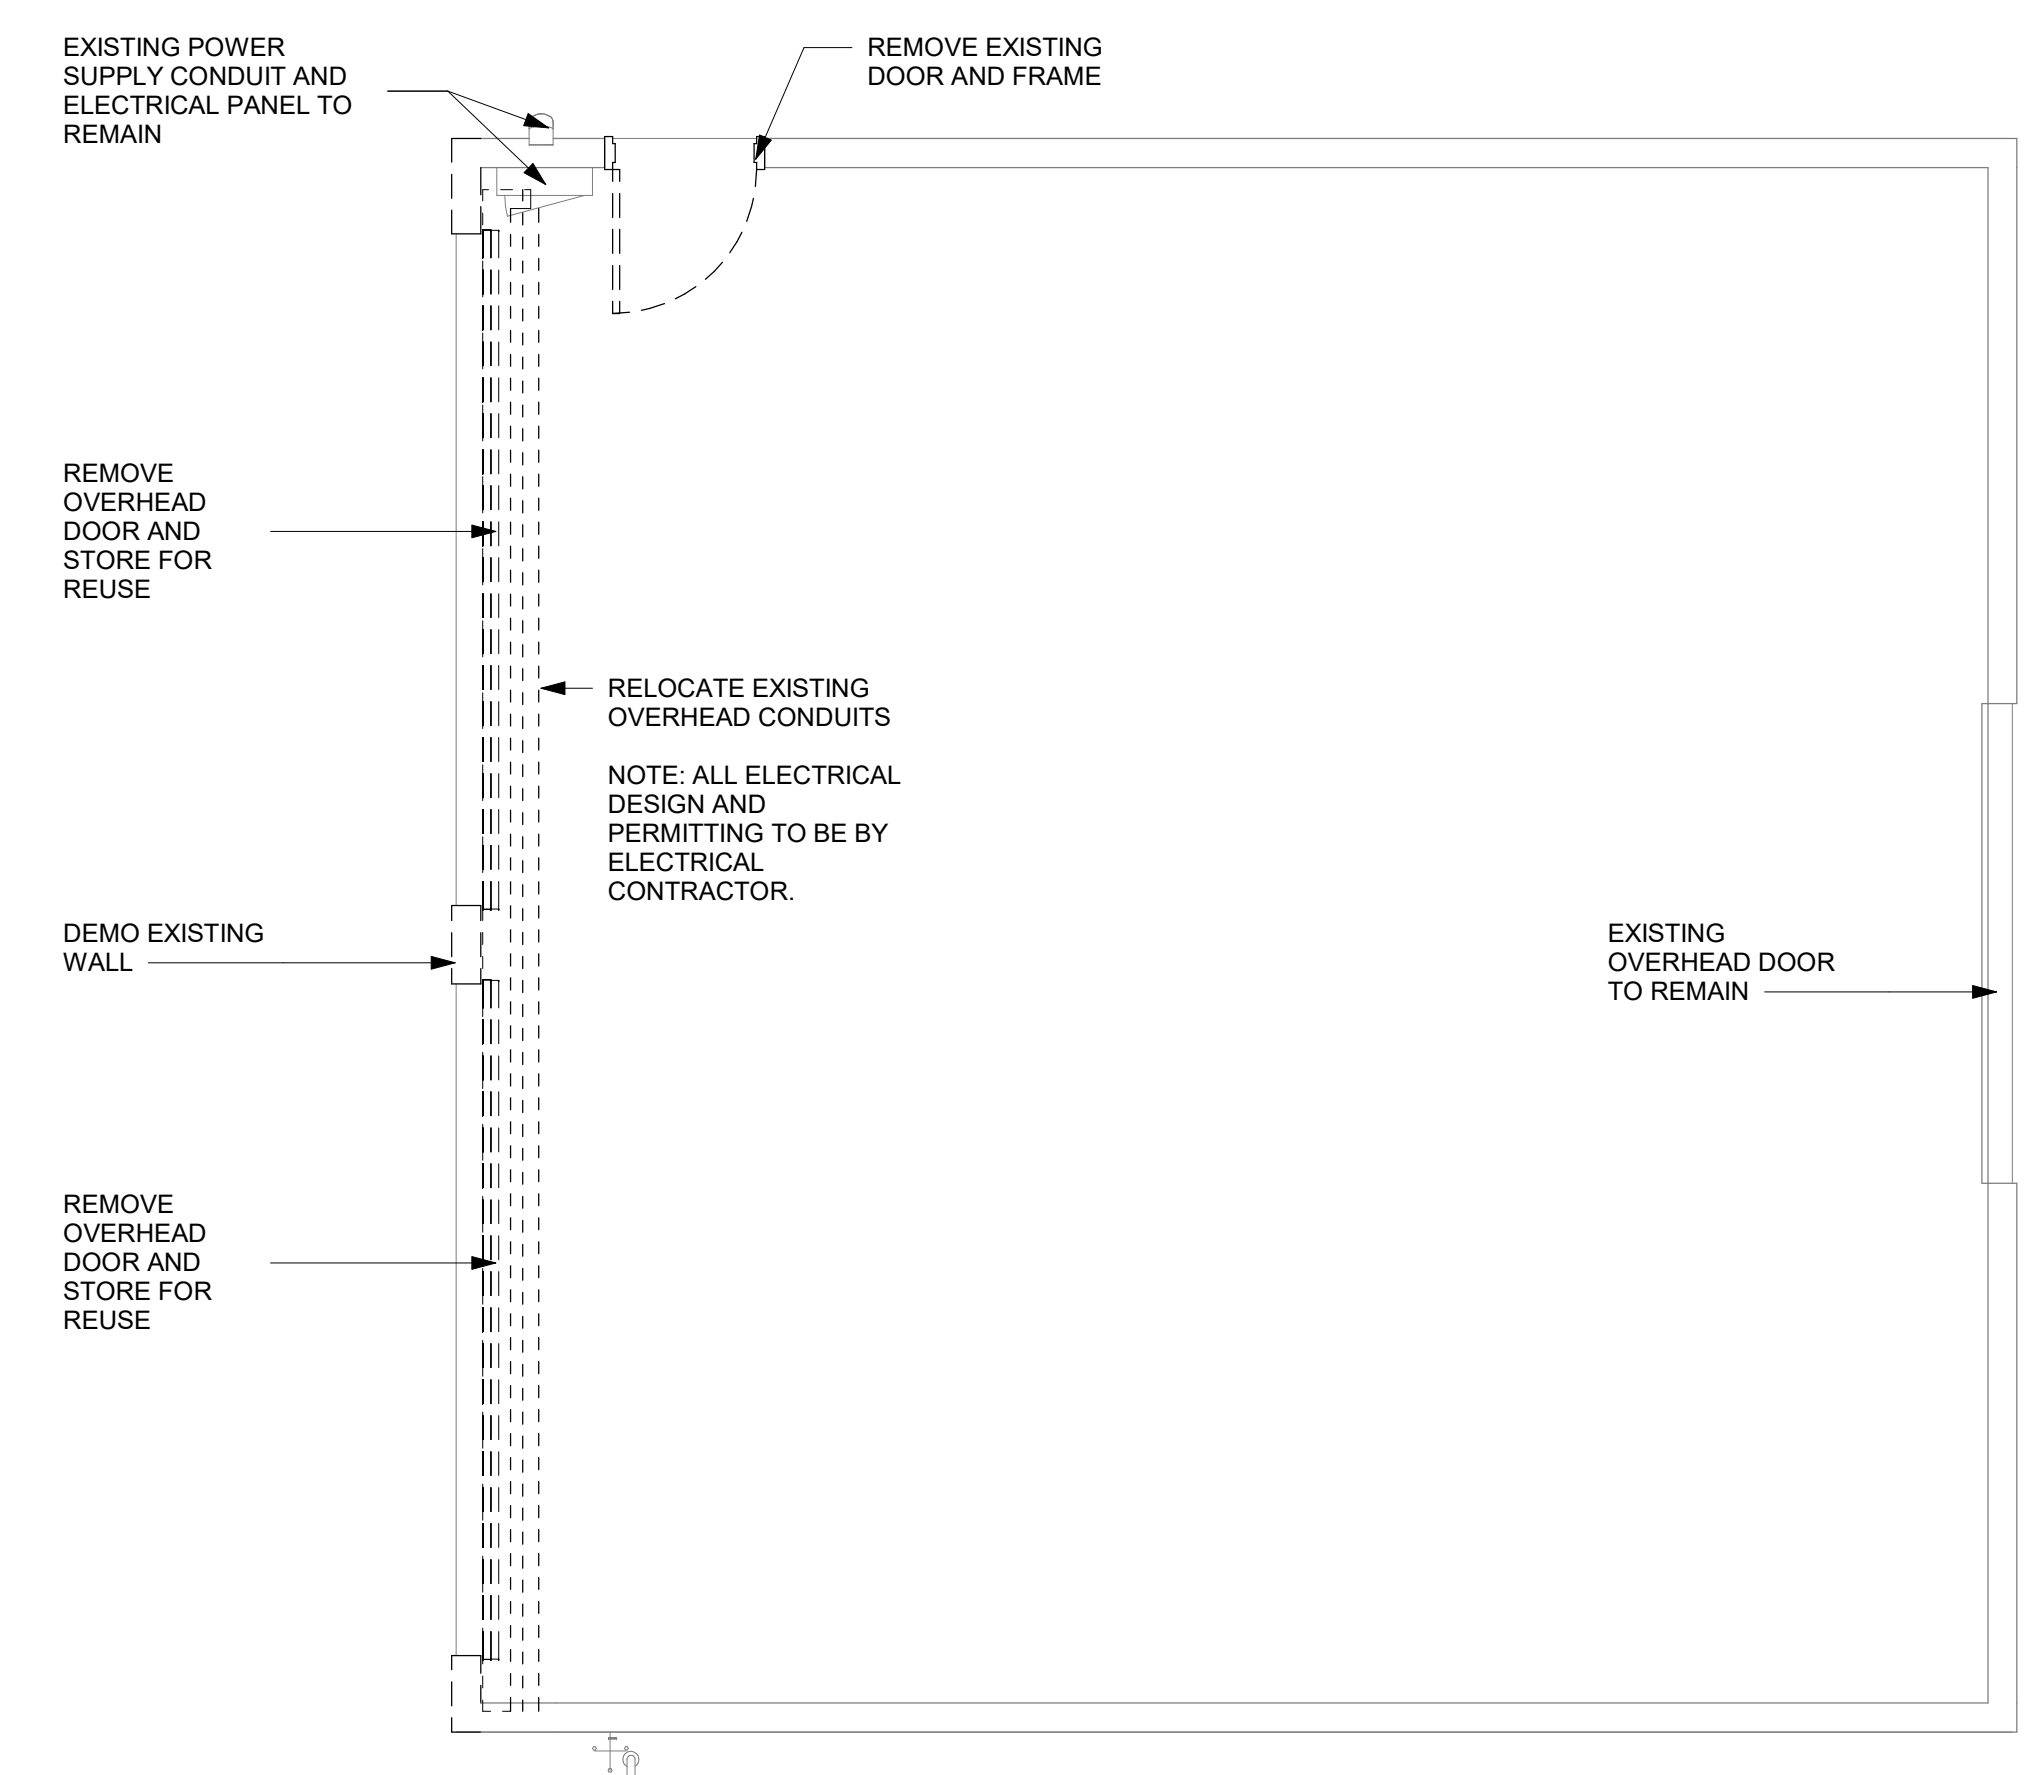 EXISTING POWER
SUPPLY CONDUIT AND
ELECTRICAL PANEL TO
REMAIN
REMOVE EXISTING
DOOR AND FRAME
REMOVE
OVERHEAD
DOOR AND
STORE FOR
REUSE
RELOCATE EXISTING
OVERHEAD CONDUITS
NOTE: ALL ELECTRICAL
DESIGN AND
PERMITTING TO BE BY
ELECTRICAL
CONTRACTOR.
DEMO EXISTING
WALL
EXISTING
OVERHEAD DOOR
TO REMAIN
REMOVE
OVERHEAD
DOOR AND
STORE FOR
REUSE